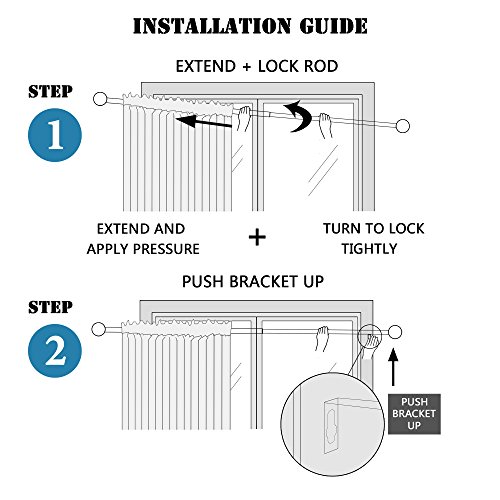 INSTALLATION GUIDE
EXTEND + LOCK ROD
STEP
1
EXTEND AND
APPLY PRESSURE
+
TURN TO LOCK
TIGHTLY
PUSH BRACKET UP
STEP
2
PUSH
BRACKET
UP